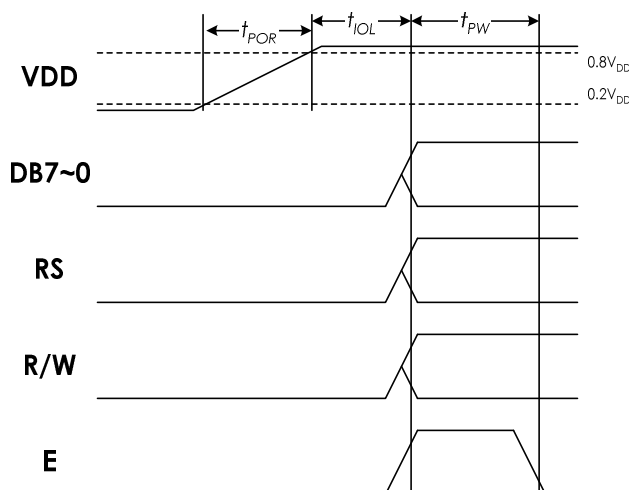 tPOR tIOL tPW
VDD
0.8VDD
0.2VDD
DB7~0
RS
R/W
E